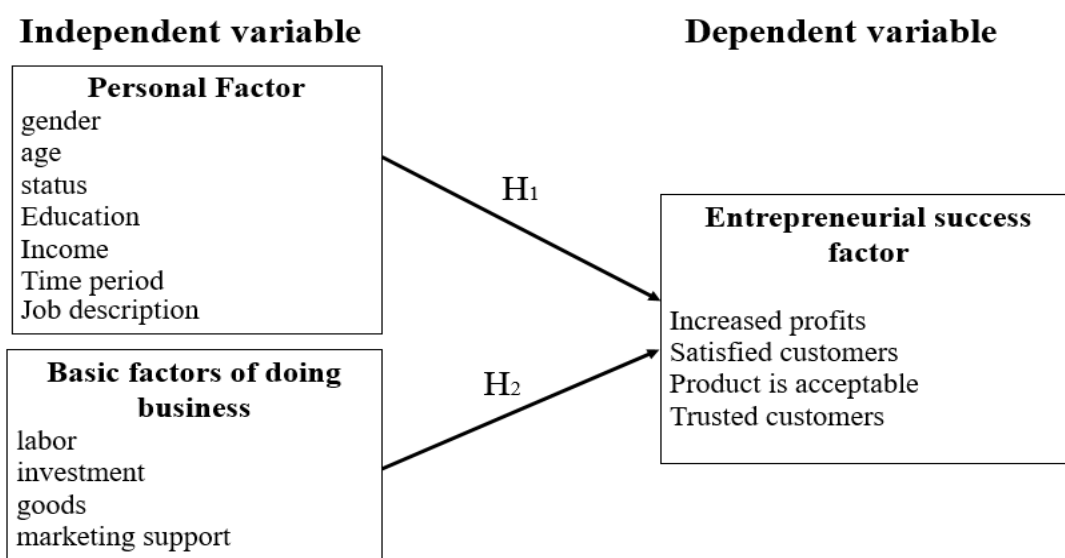 Independent variable
Dependent variable
Personal Factor
gender
age
status
Education
Income
Time period
Job description
H1
Entrepreneurial success
factor
Increased profits
Satisfied customers
Product is acceptable
Trusted customers
Basic factors of doing
business
labor
investment
goods
marketing support
H2